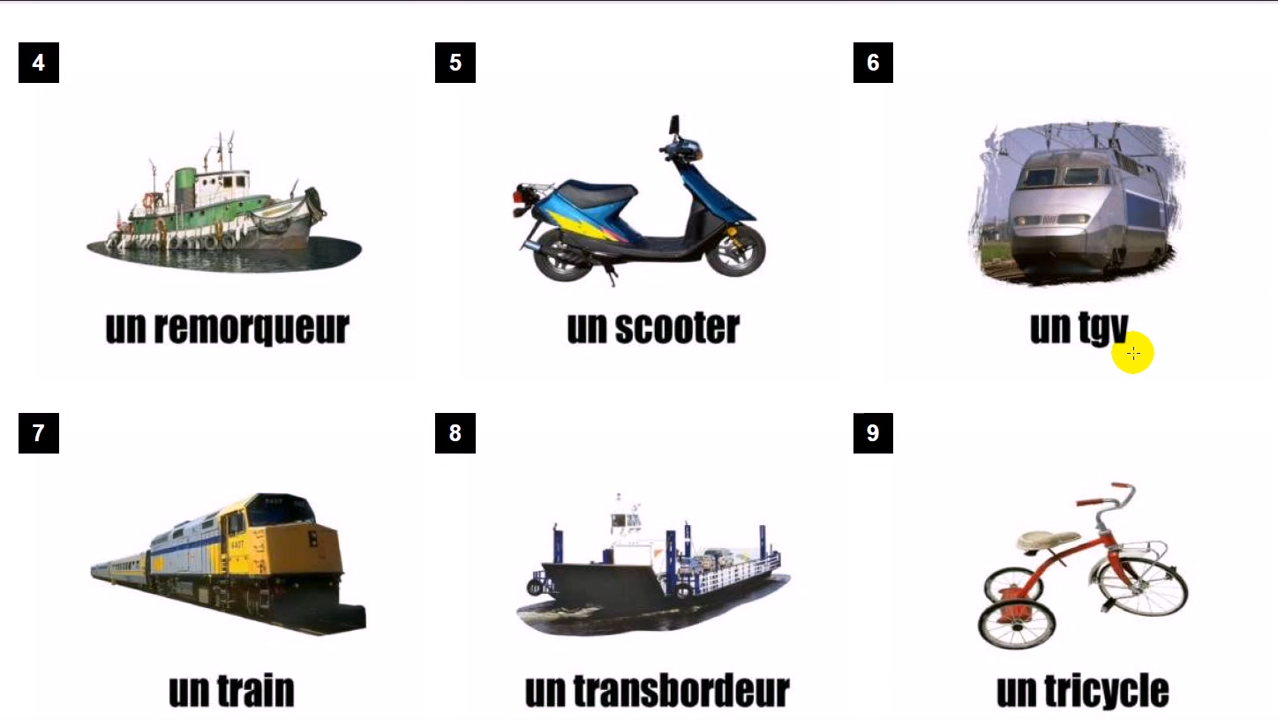 4
5
6
un remorqueur
un scooter
un tgv
7
8
9
un train
un transbordeur
un tricycle